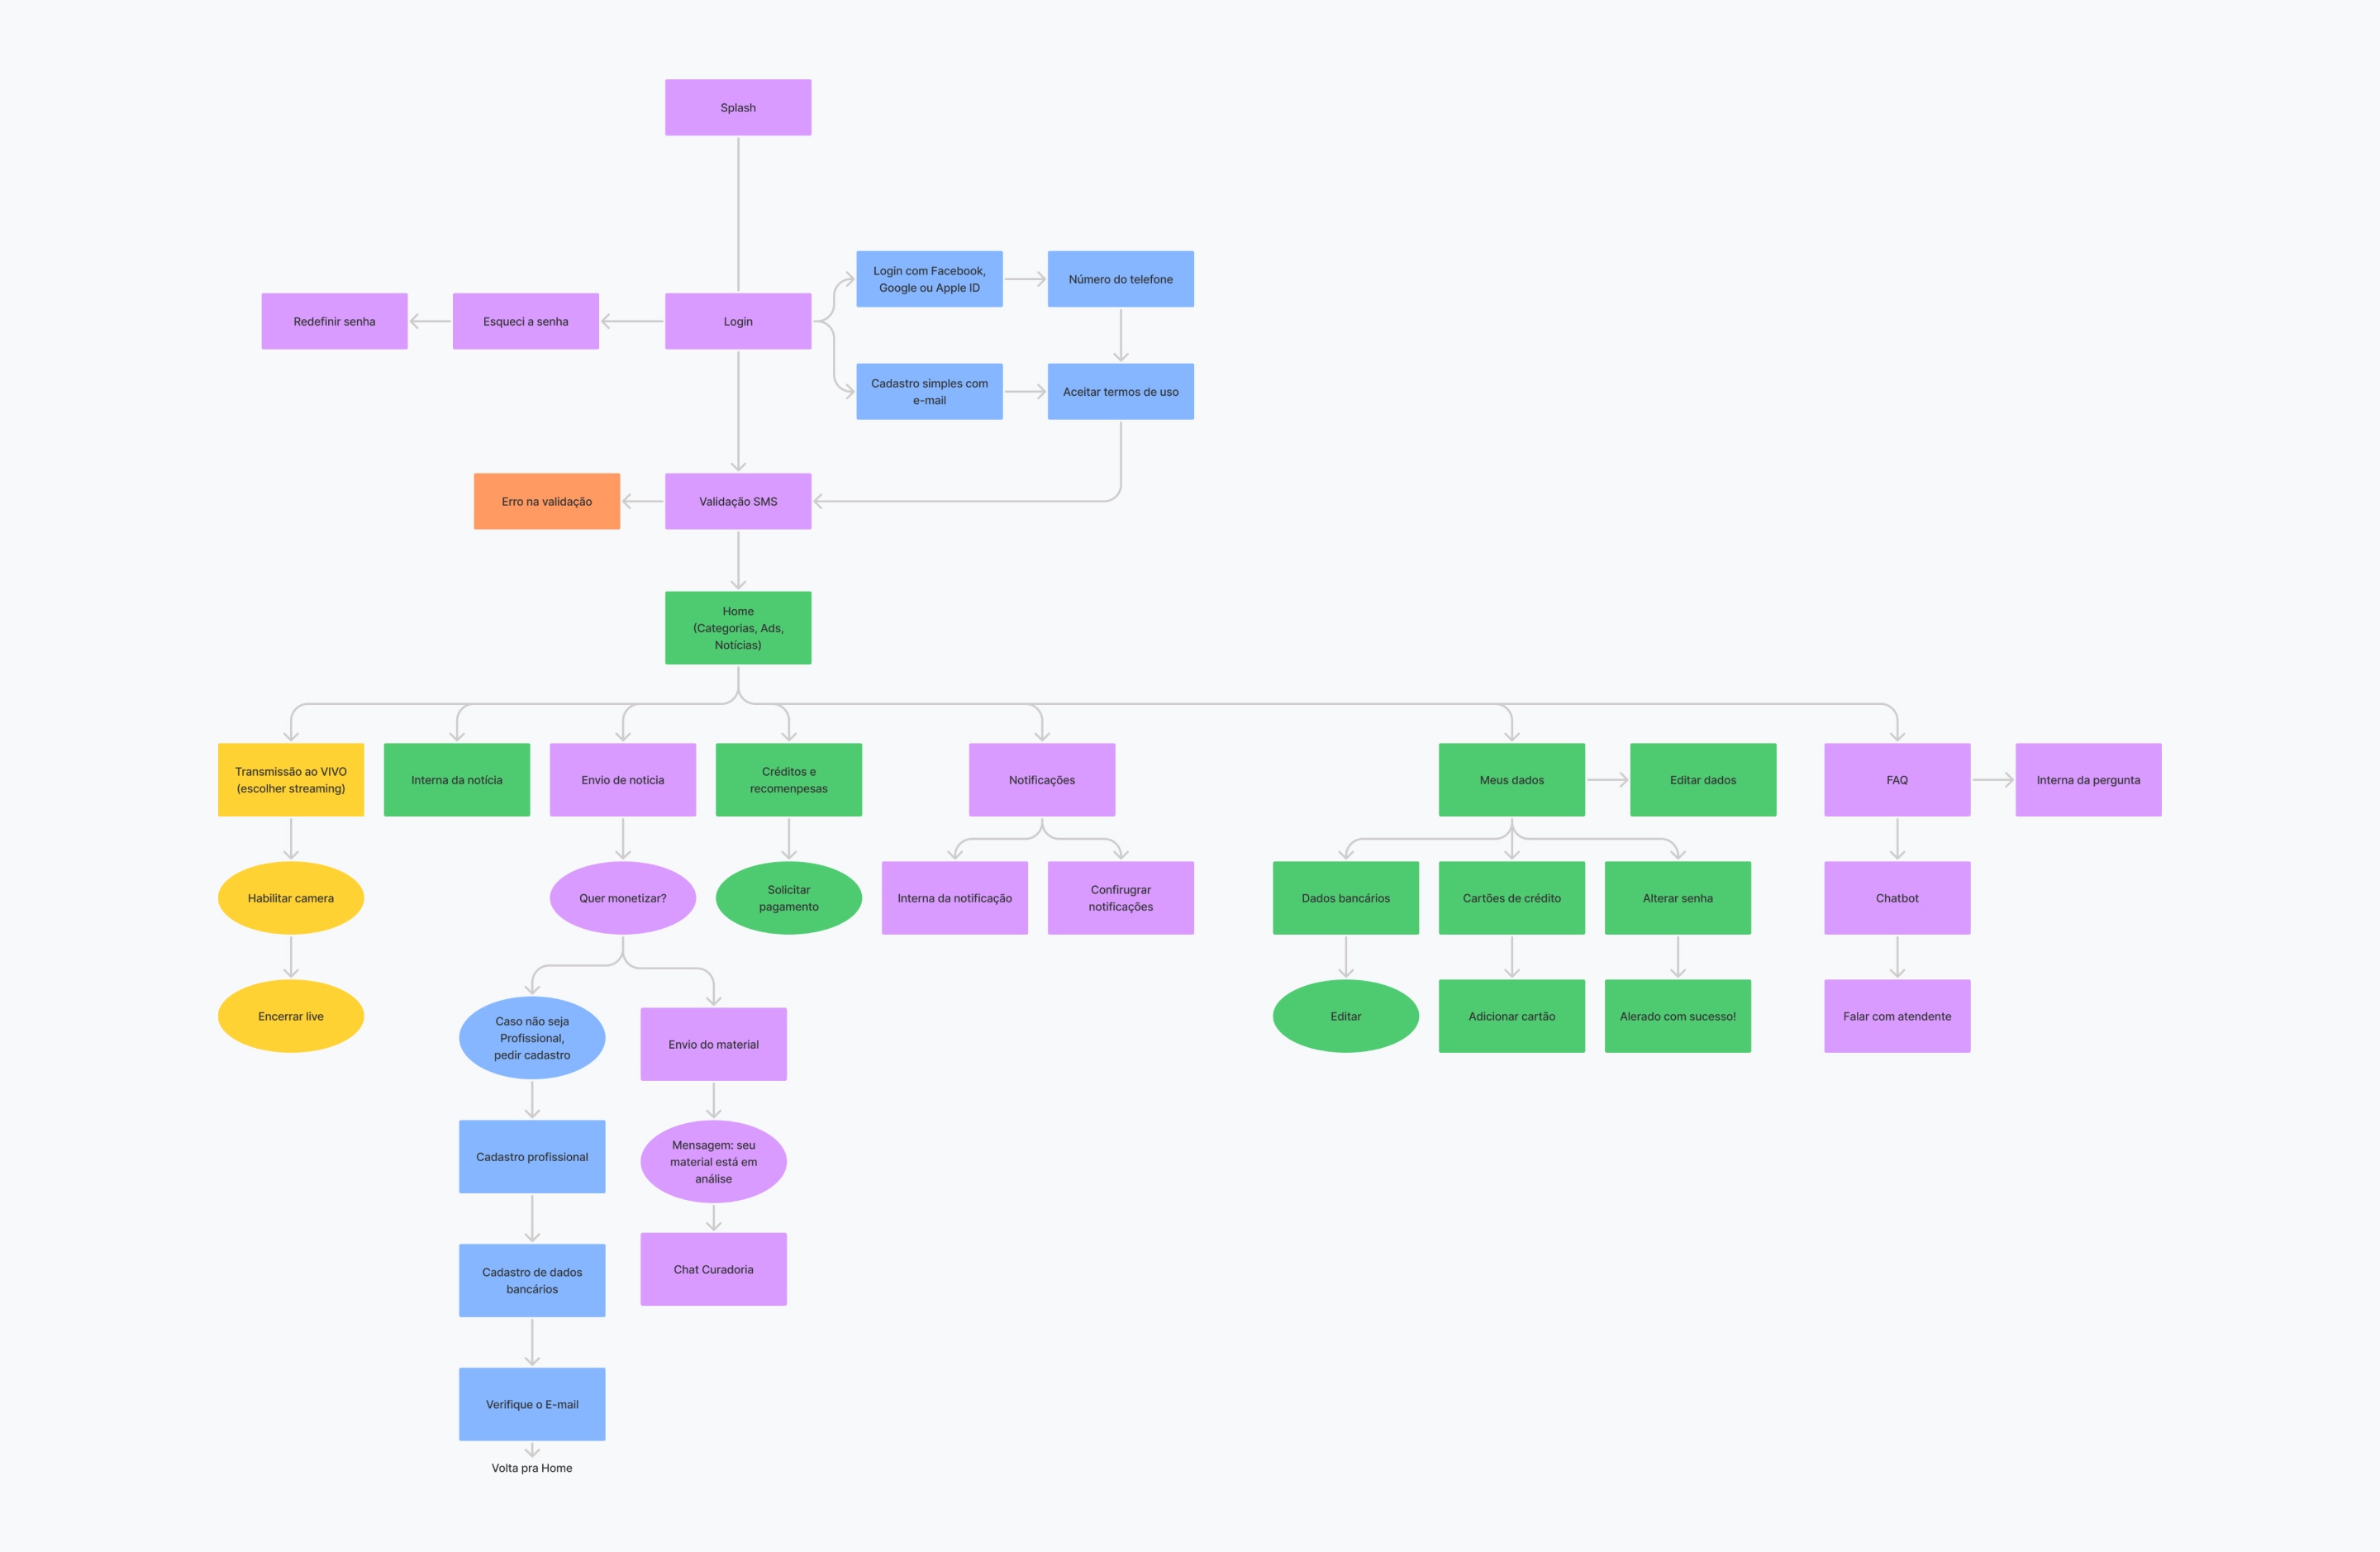 Splash
Login com Facebook,
Google ou Apple ID
Número do telefone
Redefinir senha
Esqueci a senha
Login
Cadastro simples com
e-mail
Aceitar termos de uso
Erro na validação
Validação SMS
Home
(Categorias, Ads,
Notícias)
Transmissão ao VIVO
(escolher streaming)
Interna da notícia
Envio de noticia
Créditos e
recomenpesas
Notificações
Meus dados
Editar dados
FAQ
Interna da pergunta
Habilitar camera
Quer monetizar?
Solicitar
pagamento
Interna da notificação
Confirugrar
notificações
Dados bancários
Cartões de crédito
Alterar senha
Chatbot
Encerrar live
Caso não seja
Profissional,
pedir cadastro
Envio do material
Editar
Adicionar cartão
Alerado com sucesso!
Falar com atendente
Cadastro profissional
Mensagem: seu
material está em
análise
Cadastro de dados
bancários
Chat Curadoria
Verifique o E-mail
Volta pra Home